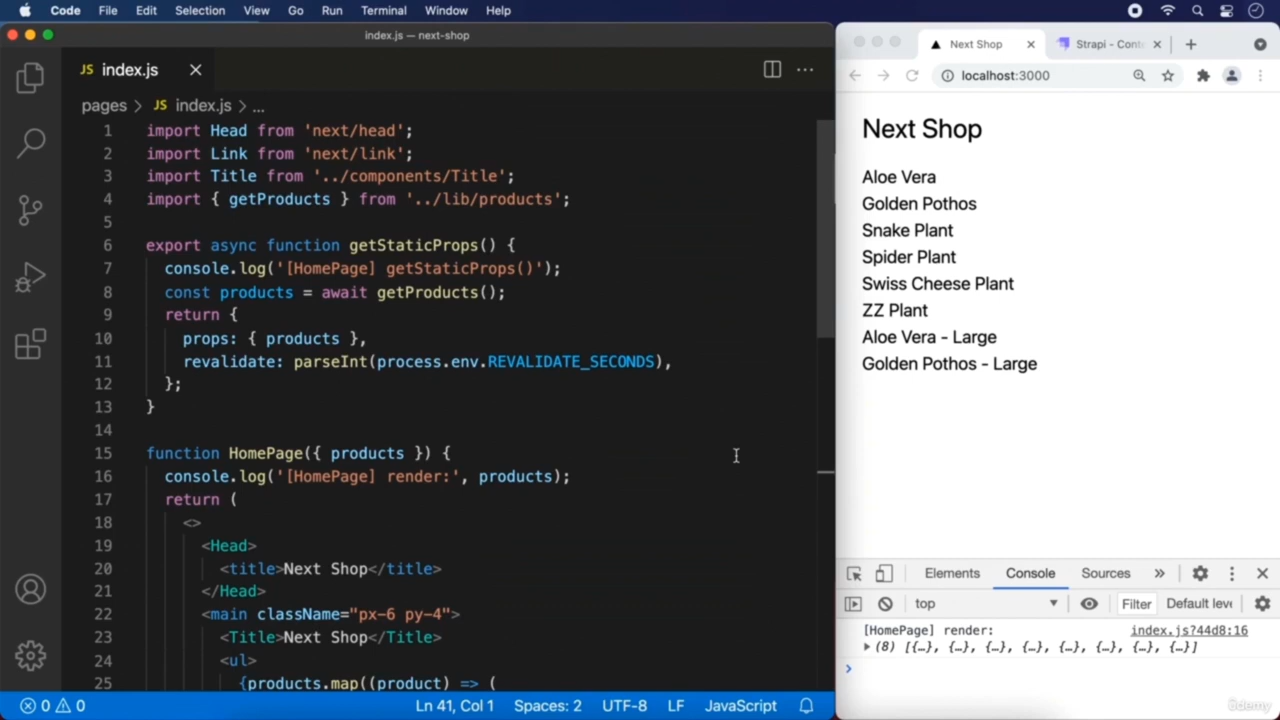 Code File Edit Selection View Go Run Terminal Window Help
index.js — next-shop
JS index.js
pages > JS index.js > ...
1 import Head from 'next/head';
2 import Link from 'next/link';
3 import Title from '../components/Title';
4 import { getProducts } from '../lib/products';
5
6 export async function getStaticProps() {
7 console.log('[HomePage] getStaticProps()');
8 const products = await getProducts();
9 return {
10 props: { products },
11 revalidate: parseInt(process.env.REVALIDATE_SECONDS),
12 };
13 }
14
15 function HomePage({ products }) {
16 console.log('[HomePage] render:', products);
17 return (
18 <>
19 <Head>
20 <title>Next Shop</title>
21 </Head>
22 <main className="px-6 py-4">
23 <Title>Next Shop</Title>
24 <ul>
25 {products.map((product) => (
0 0 Ln 41, Col 1 Spaces: 2 UTF-8 LF JavaScript
Next Shop Strapi - Cont
localhost:3000
Next Shop
Aloe Vera
Golden Pothos
Snake Plant
Spider Plant
Swiss Cheese Plant
ZZ Plant
Aloe Vera - Large
Golden Pothos - Large
Elements Console Sources »
top Filter Default leve
[HomePage] render: index.js?44d8:16
(8) [{…}, {…}, {…}, {…}, {…}, {…}, {…}, {…}]
ûdemy